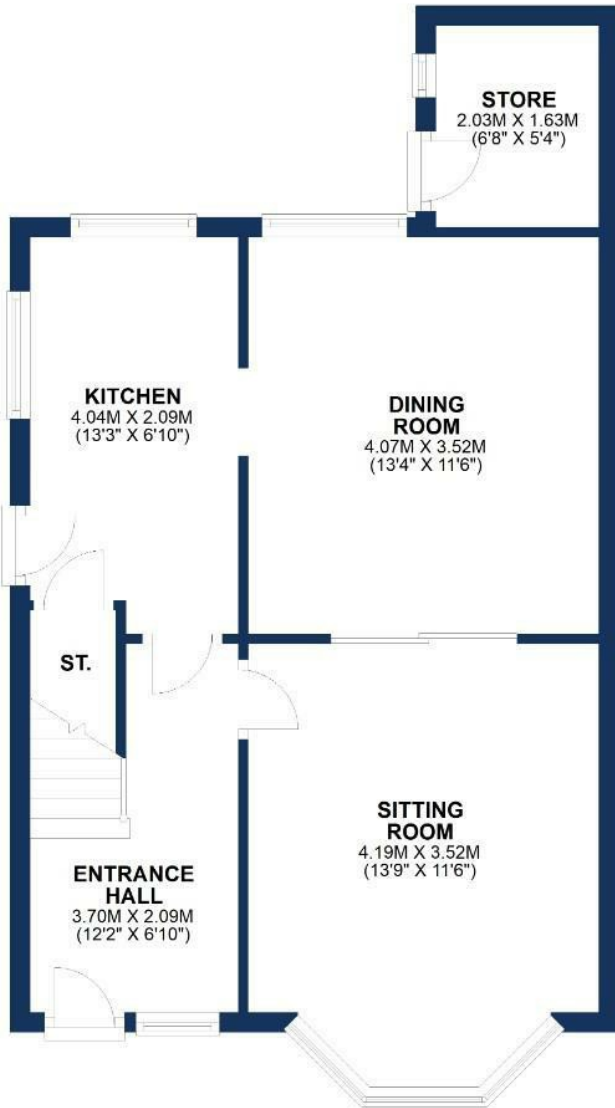 STORE
2.03M X 1.63M
(6'8" X 5'4")
KITCHEN
4.04M X 2.09M
(13'3" X 6'10")
DINING
ROOM
4.07M X 3.52M
(13'4" X 11'6")
ST.
SITTING
ROOM
4.19M X 3.52M
(13'9" X 11'6")
ENTRANCE
HALL
3.70M X 2.09M
(12'2" X 6'10")